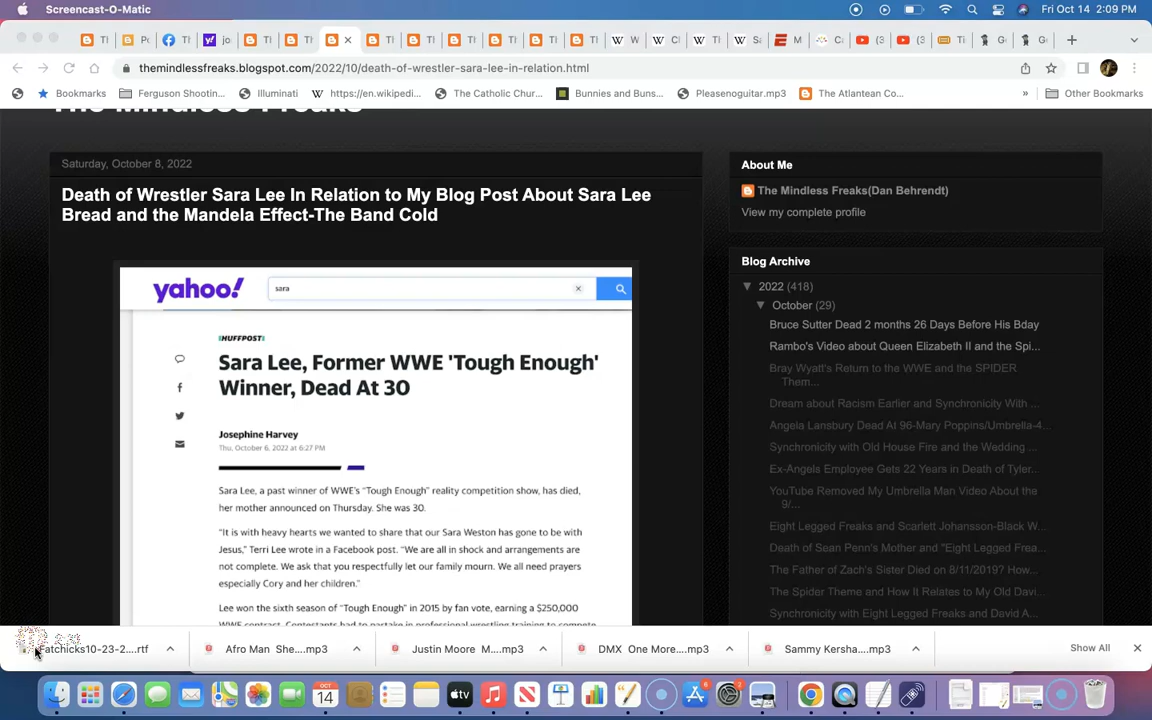 Screencast-O-Matic
Fri Oct 14 2:09 PM
themindlessfreaks.blogspot.com/2022/10/death-of-wrestler-sara-lee-in-relation.html
Bookmarks
Ferguson Shootin...
Illuminati
https://en.wikipedi...
The Catholic Chur...
Bunnies and Buns...
Pleasenoguitar.mp3
The Atlantean Co...
»
Other Bookmarks
The Mindless Freaks
Saturday, October 8, 2022
Death of Wrestler Sara Lee In Relation to My Blog Post About Sara Lee
Bread and the Mandela Effect-The Band Cold
yahoo!
sara
HUFFPOST
Sara Lee, Former WWE 'Tough Enough'
Winner, Dead At 30
Josephine Harvey
Thu, October 6, 2022 at 6:27 PM
Sara Lee, a past winner of WWE's "Tough Enough" reality competition show, has died,
her mother announced on Thursday. She was 30.
"It is with heavy hearts we wanted to share that our Sara Weston has gone to be with
Jesus," Terri Lee wrote in a Facebook post. "We are all in shock and arrangements are
not complete. We ask that you respectfully let our family mourn. We all need prayers
especially Cory and her children."
Lee won the sixth season of "Tough Enough" in 2015 by fan vote, earning a $250,000
WWE contract. Contestants had to partake in professional wrestling training to compete
About Me
The Mindless Freaks(Dan Behrendt)
View my complete profile
Blog Archive
▼ 2022 (418)
▼ October (29)
Bruce Sutter Dead 2 months 26 Days Before His Bday
Rambo's Video about Queen Elizabeth II and the Spi...
Bray Wyatt's Return to the WWE and the SPIDER
Them...
Dream about Racism Earlier and Synchronicity With ...
Angela Lansbury Dead At 96-Mary Poppins/Umbrella-4...
Synchronicity with Old House Fire and the Wedding ...
Ex-Angels Employee Gets 22 Years in Death of Tyler...
YouTube Removed My Umbrella Man Video About the
9/...
Eight Legged Freaks and Scarlett Johansson-Black W...
Death of Sean Penn's Mother and "Eight Legged Frea...
The Father of Zach's Sister Died on 8/11/2019? How...
The Spider Theme and How It Relates to My Old Davi...
Synchronicity with Eight Legged Freaks and David A...
Fatchicks10-23-2....rtf
Afro Man She....mp3
Justin Moore M....mp3
DMX One More....mp3
Sammy Kersha....mp3
Show All
OCT
14